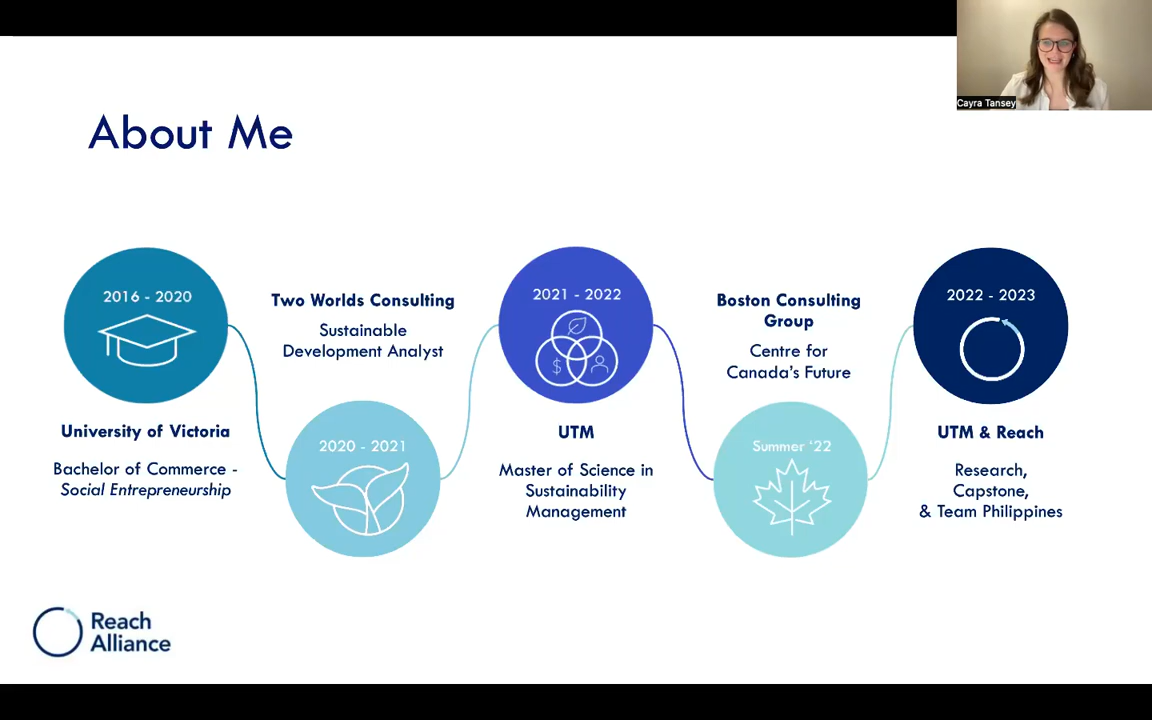 Cayra Tansey
About Me
2016 - 2020
University of Victoria
Bachelor of Commerce -
Social Entrepreneurship
Two Worlds Consulting
Sustainable
Development Analyst
2020 - 2021
2021 - 2022
$
UTM
Master of Science in
Sustainability
Management
Boston Consulting
Group
Centre for
Canada's Future
Summer '22
2022 - 2023
UTM & Reach
Research,
Capstone,
& Team Philippines
Reach
Alliance